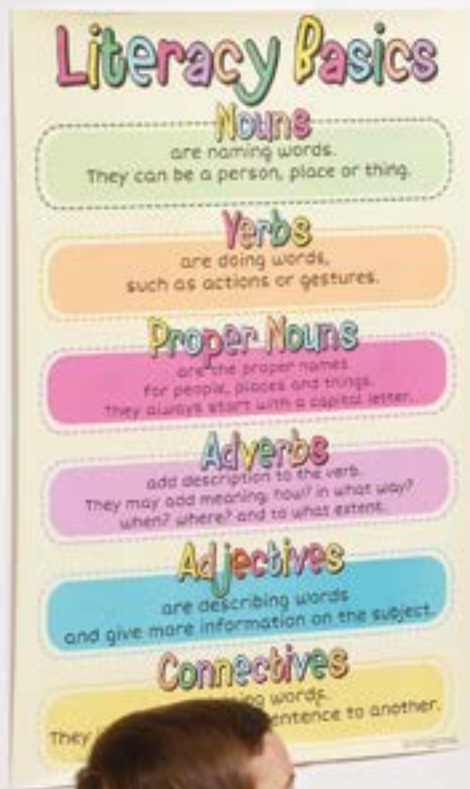 Literacy Basics
Nouns
are naming words.
They can be a person, place or thing.
Verbs
are doing words,
such as actions or gestures.
Proper Nouns
are the proper names
for people, places and things.
They always start with a capital letter.
Adverbs
add description to the verb.
They may add meaning, how? in what way?
when? where? and to what extent.
Adjectives
are describing words
and give more information on the subject.
Connectives
words.
They sentence to another.